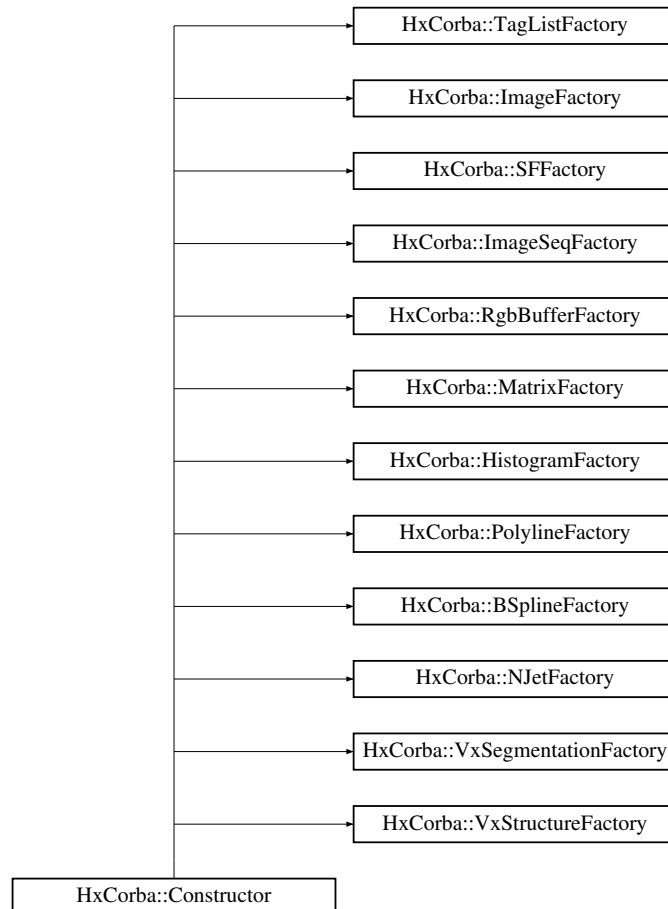 HxCorba::TagListFactory
HxCorba::ImageFactory
HxCorba::SFFactory
HxCorba::ImageSeqFactory
HxCorba::RgbBufferFactory
HxCorba::MatrixFactory
HxCorba::HistogramFactory
HxCorba::PolylineFactory
HxCorba::BSplineFactory
HxCorba::NJetFactory
HxCorba::VxSegmentationFactory
HxCorba::VxStructureFactory
HxCorba::Constructor